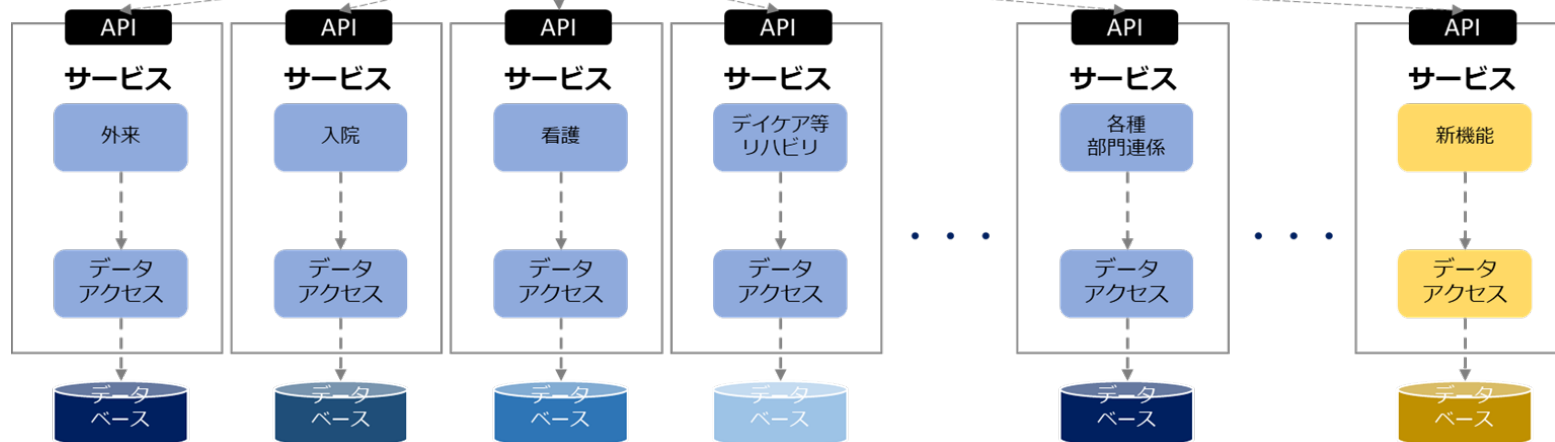 API
サービス
外来
データ
アクセス
データ
ベース
API
サービス
入院
データ
アクセス
データ
ベース
API
サービス
看護
データ
アクセス
データ
ベース
API
サービス
デイケア等
リハビリ
データ
アクセス
データ
ベース
・・・
API
サービス
各種
部門連係
データ
アクセス
データ
ベース
・・・
API
サービス
新機能
データ
アクセス
データ
ベース